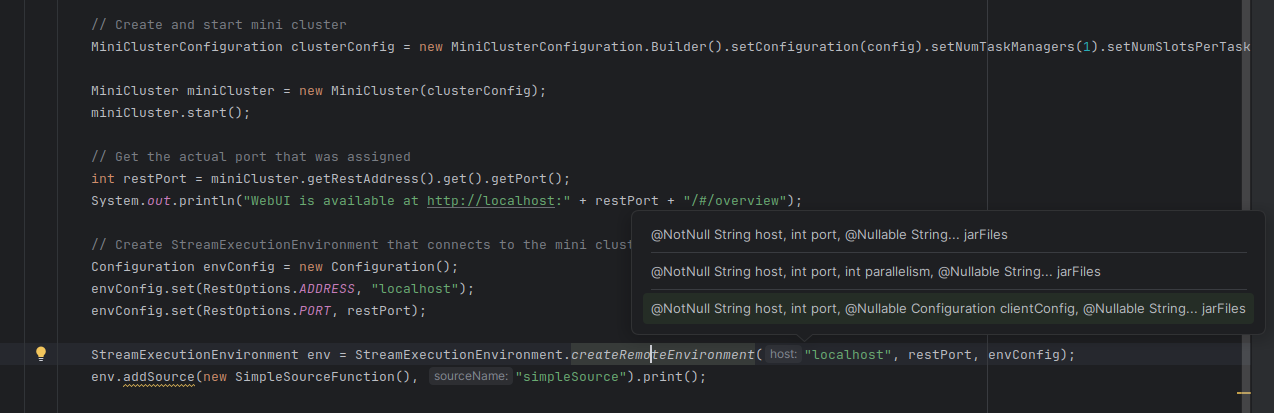 // Create and start mini cluster
MiniClusterConfiguration clusterConfig = new MiniClusterConfiguration.Builder().setConfiguration(config).setNumTaskManagers(1).setNumSlotsPerTask
MiniCluster miniCluster = new MiniCluster(clusterConfig);
miniCluster.start();
// Get the actual port that was assigned
int restPort = miniCluster.getRestAddress().get().getPort();
System.out.println("WebUI is available at http://localhost:" + restPort + "/#/overview");
// Create StreamExecutionEnvironment that connects to the mini clust
@NotNull String host, int port, @Nullable String... jarFiles
@NotNull String host, int port, int parallelism, @Nullable String... jarFiles
@NotNull String host, int port, @Nullable Configuration clientConfig, @Nullable String... jarFiles
Configuration envConfig = new Configuration();
envConfig.set(RestOptions.ADDRESS, "localhost");
envConfig.set(RestOptions.PORT, restPort);
StreamExecutionEnvironment env = StreamExecutionEnvironment.createRemoteEnvironment( host: "localhost", restPort, envConfig);
env.addSource(new SimpleSourceFunction(), sourceName: "simpleSource").print();